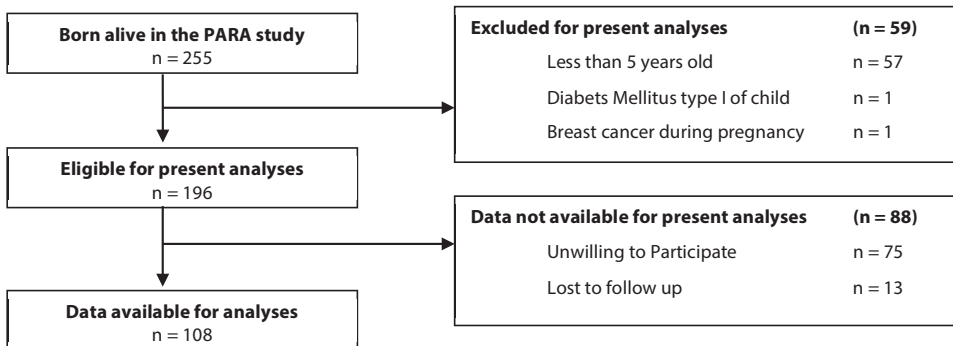 Born alive in the PARA study
n = 255
Excluded for present analyses (n = 59)
Less than 5 years old n = 57
Diabets Mellitus type I of child n = 1
Breast cancer during pregnancy n = 1
Eligible for present analyses
n = 196
Data not available for present analyses (n = 88)
Unwilling to Participate n = 75
Lost to follow up n = 13
Data available for analyses
n = 108